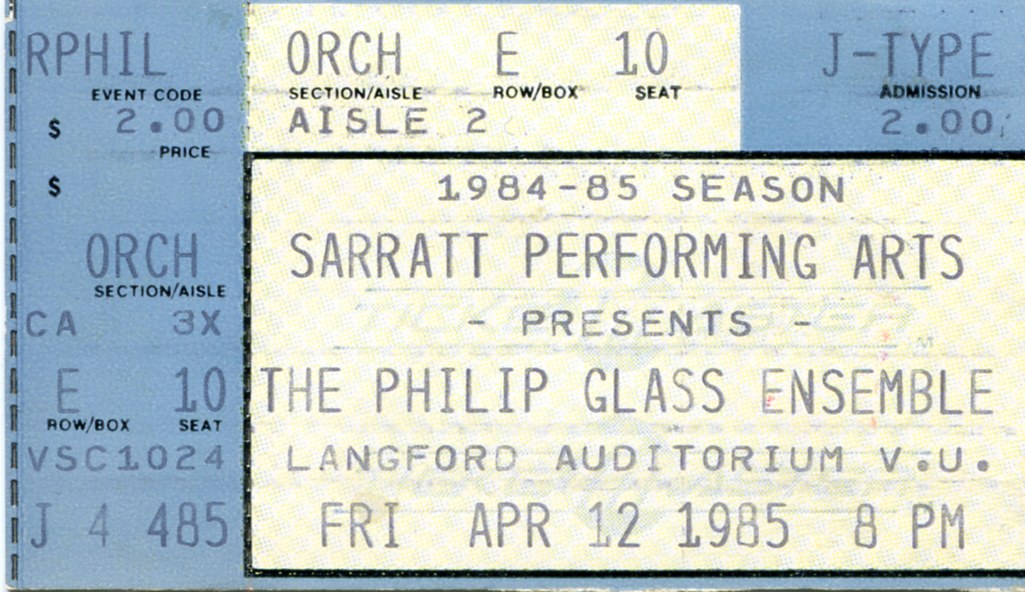 RPHIL
EVENT CODE
$ 2.00
PRICE
$
ORCH
SECTION/AISLE
CA 3X
E 10
ROW/BOX SEAT
VSC1024
J 4 485
ORCH E 10
SECTION/AISLE ROW/BOX SEAT
AISLE 2
J-TYPE
ADMISSION
2.00
1984-85 SEASON
SARRATT PERFORMING ARTS
- PRESENTS -
THE PHILIP GLASS ENSEMBLE
LANGFORD AUDITORIUM V.U.
FRI APR 12 1985 8 PM